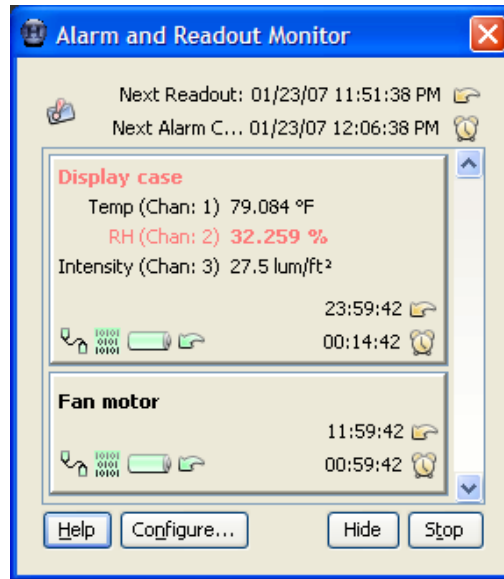 Alarm and Readout Monitor
Next Readout: 01/23/07 11:51:38 PM
Next Alarm C... 01/23/07 12:06:38 PM
Display case
Temp (Chan: 1) 79.084 °F
RH (Chan: 2) 32.259 %
Intensity (Chan: 3) 27.5 lum/ft²
23:59:42
00:14:42
Fan motor
11:59:42
00:59:42
Help Configure... Hide Stop